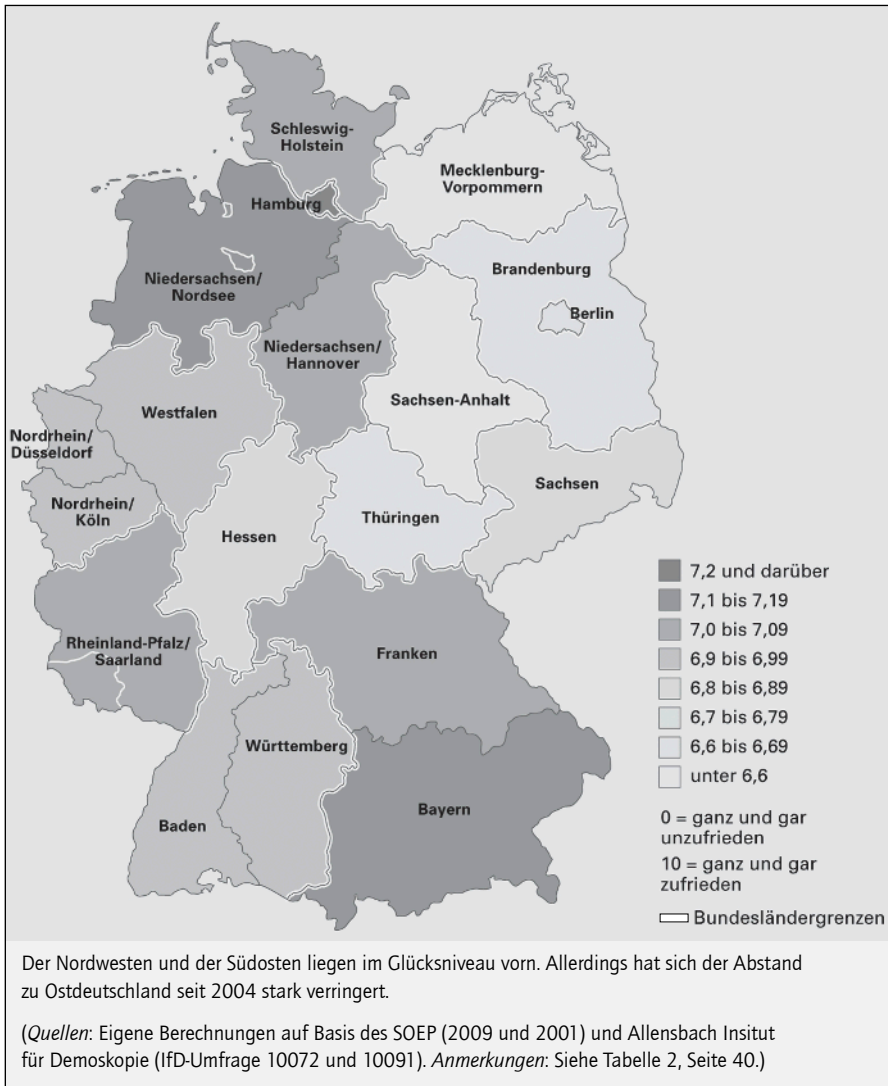 Schleswig-
Holstein
Mecklenburg-
Vorpommern
Hamburg
Brandenburg
Niedersachsen/
Nordsee
Berlin
Niedersachsen/
Hannover
Sachsen-Anhalt
Westfalen
Nordrhein/
Düsseldorf
Sachsen
Nordrhein/
Köln
Thüringen
Hessen
Rheinland-Pfalz/
Saarland
Franken
Württemberg
Bayern
Baden
7,2 und darüber
7,1 bis 7,19
7,0 bis 7,09
6,9 bis 6,99
6,8 bis 6,89
6,7 bis 6,79
6,6 bis 6,69
unter 6,6
0 = ganz und gar
unzufrieden
10 = ganz und gar
zufrieden
Bundesländergrenzen
Der Nordwesten und der Südosten liegen im Glücksniveau vorn. Allerdings hat sich der Abstand
zu Ostdeutschland seit 2004 stark verringert.
(Quellen: Eigene Berechnungen auf Basis des SOEP (2009 und 2001) und Allensbach Insitut
für Demoskopie (IfD-Umfrage 10072 und 10091). Anmerkungen: Siehe Tabelle 2, Seite 40.)